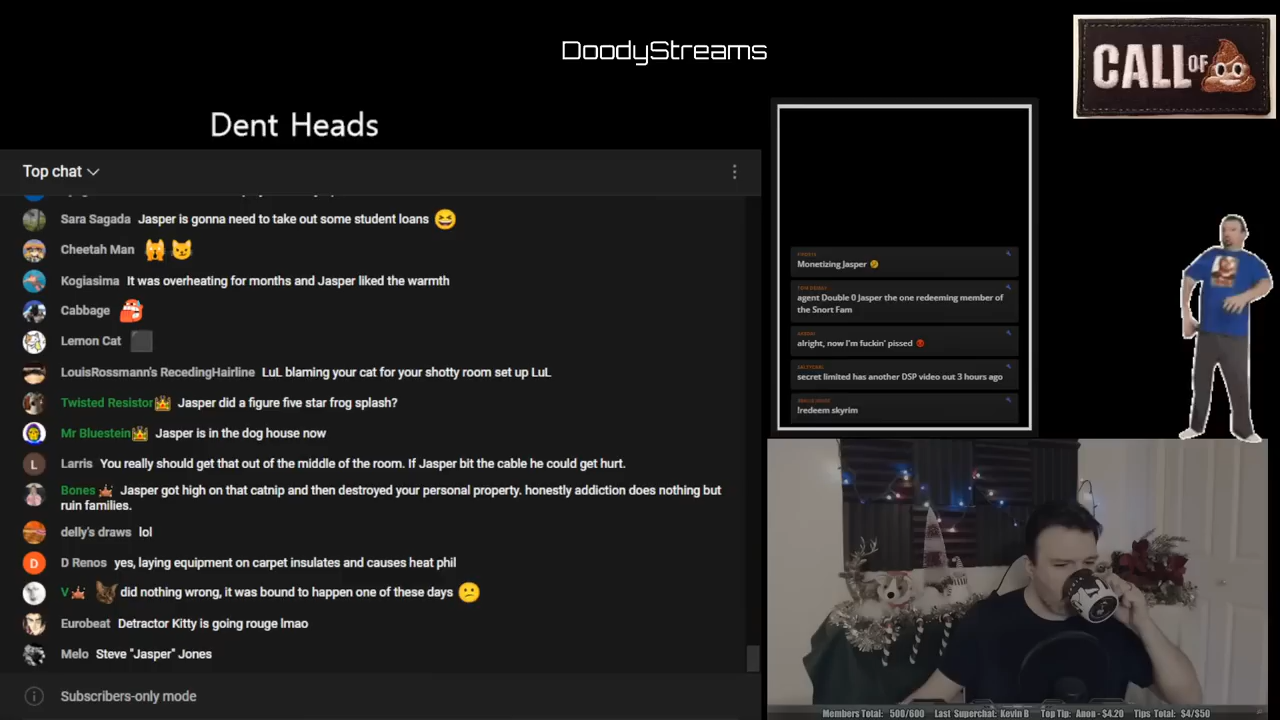 DoodyStreams
CALL OF
Dent Heads
Top chat
Sara Sagada Jasper is gonna need to take out some student loans
Cheetah Man
Kogiasima It was overheating for months and Jasper liked the warmth
Cabbage
Lemon Cat
LouisRossmann's RecedingHairline LuL blaming your cat for your shotty room set up LuL
Twisted Resistor Jasper did a figure five star frog splash?
Mr Bluestein Jasper is in the dog house now
L Larris You really should get that out of the middle of the room. If Jasper bit the cable he could get hurt.
Bones Jasper got high on that catnip and then destroyed your personal property. honestly addiction does nothing but
ruin families.
delly's draws lol
D D Renos yes, laying equipment on carpet insulates and causes heat phil
V did nothing wrong, it was bound to happen one of these days
Eurobeat Detractor Kitty is going rouge lmao
Melo Steve "Jasper" Jones
Subscribers-only mode
Monetizing Jasper
agent Double 0 Jasper the one redeeming member of
the Snort Fam
alright, now I'm fuckin' pissed
secret limited has another DSP video out 3 hours ago
!redeem skyrim
Members Total: 500/600 Last Superchat: Kevin B Top Tip: Anon - $4.20 Tips Total: $4/$50